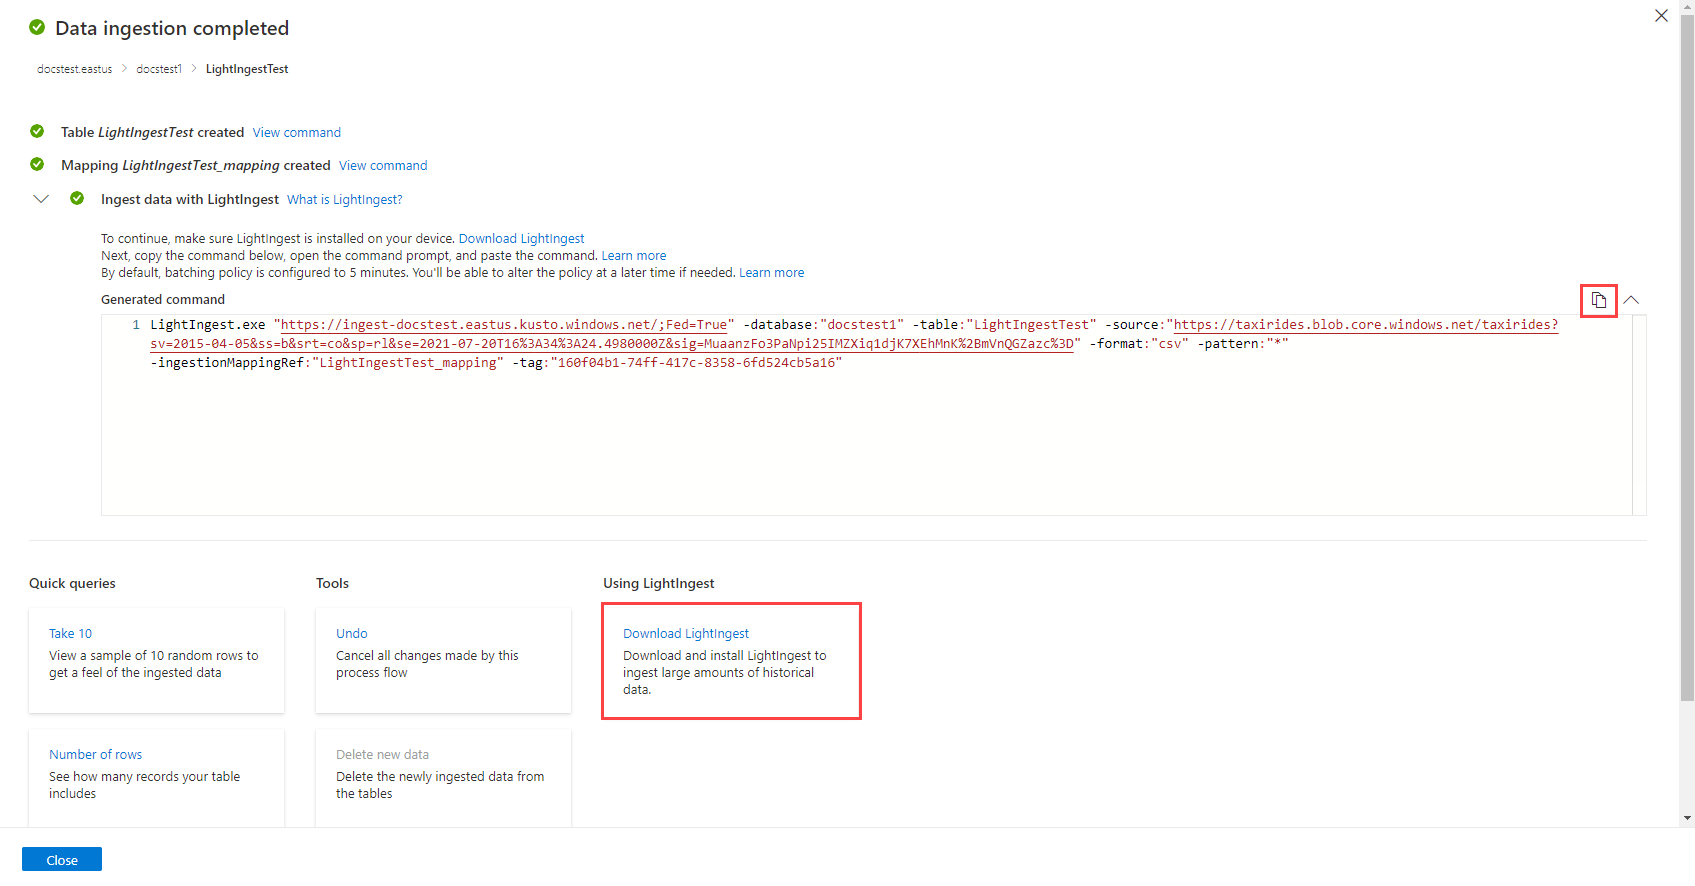 Data ingestion completed
docstest.eastus > docstest1 > LightIngestTest
Table LightIngestTest created View command
Mapping LightIngestTest_mapping created View command
Ingest data with LightIngest What is LightIngest?
To continue, make sure LightIngest is installed on your device. Download LightIngest
Next, copy the command below, open the command prompt, and paste the command. Learn more
By default, batching policy is configured to 5 minutes. You'll be able to alter the policy at a later time if needed. Learn more
Generated command
1 LightIngest.exe "https://ingest-docstest.eastus.kusto.windows.net/;Fed=True" -database:"docstest1" -table:"LightIngestTest" -source:"https://taxirides.blob.core.windows.net/taxirides?
sv=2015-04-05&ss=b&srt=co&sp=rl&se=2021-07-20T16%3A34%3A24.4980000Z&sig=MuaanzFo3PaNpi25IMZXiq1djK7XEhMnK%2BmVnQGZazc%3D" -format:"csv" -pattern:"*"
-ingestionMappingRef:"LightIngestTest_mapping" -tag:"160f04b1-74ff-417c-8358-6fd524cb5a16"
Quick queries
Take 10
View a sample of 10 random rows to
get a feel of the ingested data
Number of rows
See how many records your table
includes
Tools
Undo
Cancel all changes made by this
process flow
Delete new data
Delete the newly ingested data from
the tables
Using LightIngest
Download LightIngest
Download and install LightIngest to
ingest large amounts of historical
data.
Close